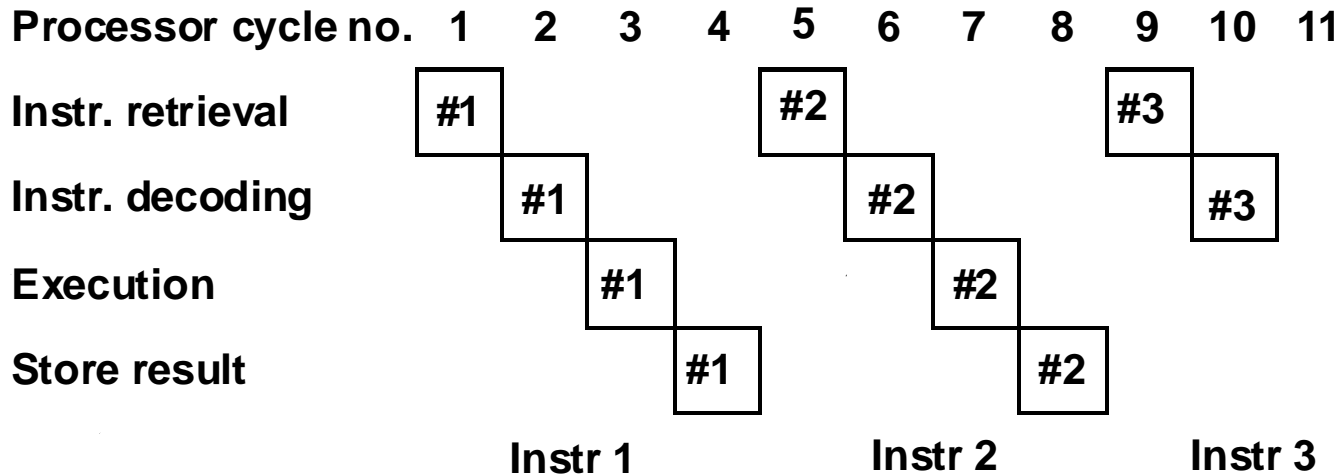 Processor cycle no. 1 2 3 4 5 6 7 8 9 10 11
Instr. retrieval #1 #2 #3
Instr. decoding #1 #2 #3
Execution #1 #2
Store result #1 #2
Instr 1 Instr 2 Instr 3